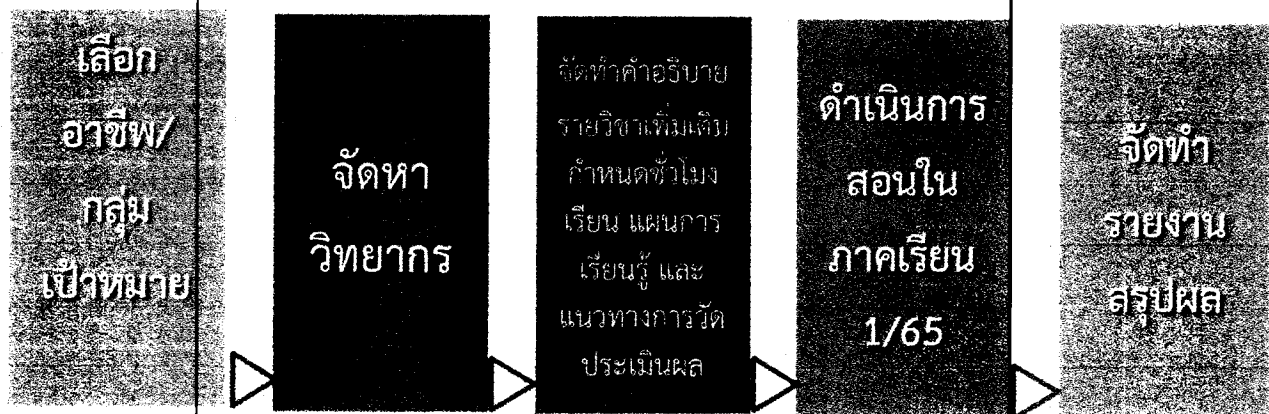 เลือก
อาชีพ/
กลุ่ม
เป้าหมาย
จัดหา
วิทยากร
จัดทำคำอธิบาย
รายวิชาเพิ่มเติม
กำหนดชั่วโมง
เรียน แผนการ
เรียนรู้ และ
แนวทางการวัด
ประเมินผล
ดำเนินการ
สอนใน
ภาคเรียน
1/65
จัดทำ
รายงาน
สรุปผล